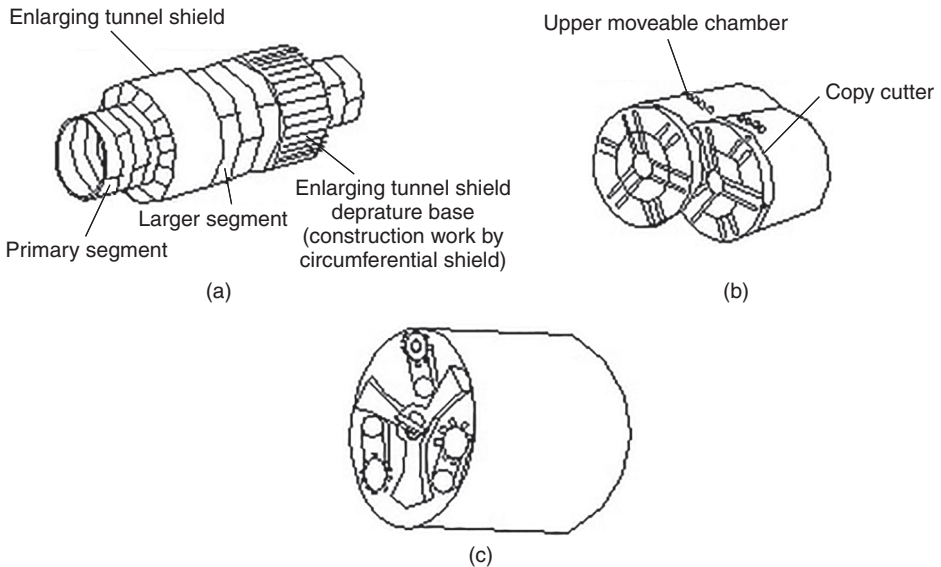 Enlarging tunnel shield
Primary segment
Larger segment
Enlarging tunnel shield
deprature base
(construction work by
circumferential shield)
(a)
Upper moveable chamber
Copy cutter
(b)
(c)